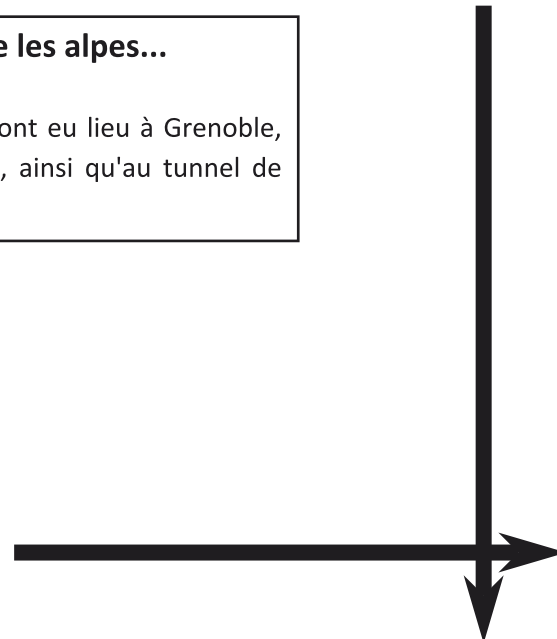 e les alpes...
ont eu lieu à Grenoble,
, ainsi qu'au tunnel de